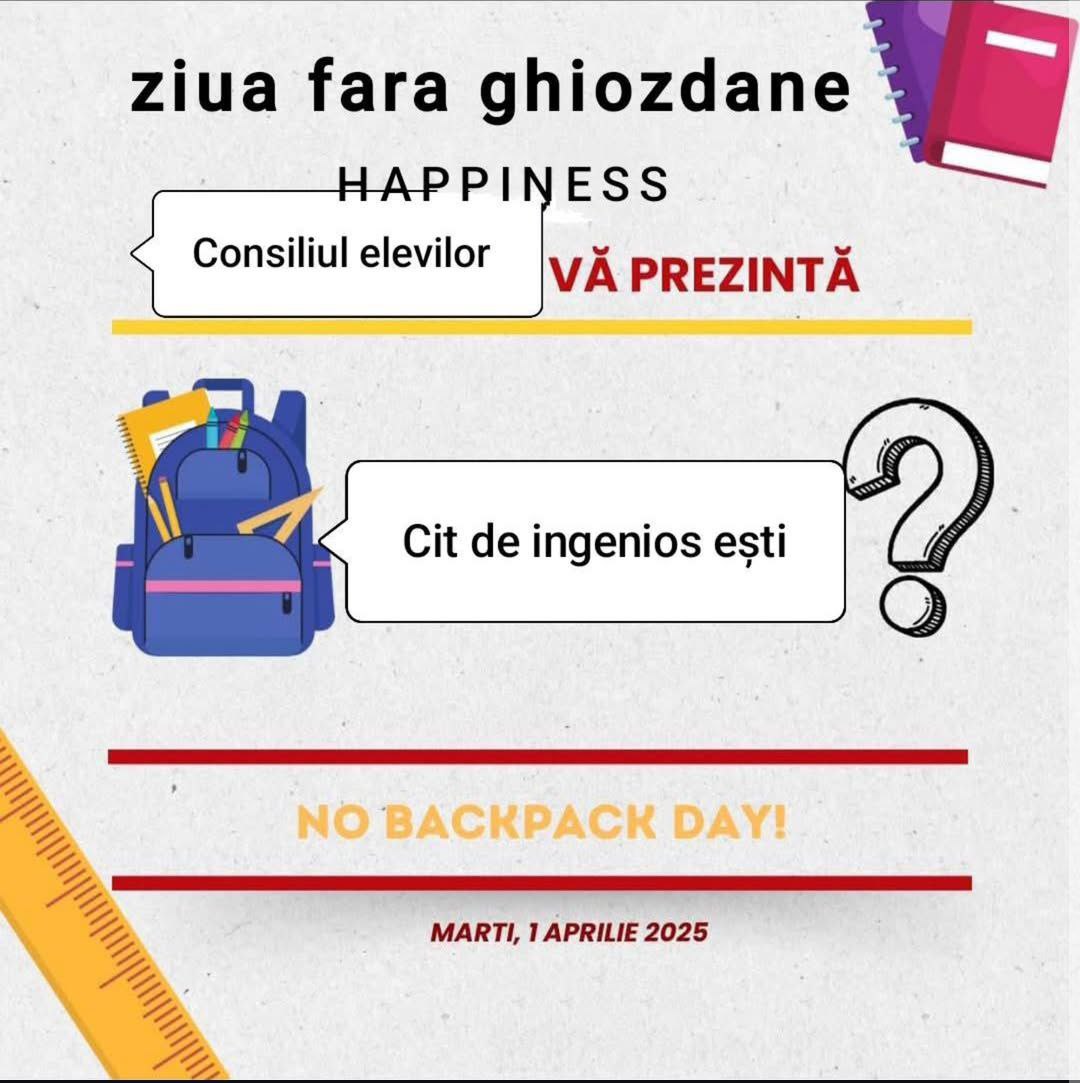 ziua fara ghiozdane
HAPPINESS
Consiliul elevilor
VĂ PREZINTĂ
Cit de ingenios ești
?
NO BACKPACK DAY!
MARTI, 1 APRILIE 2025